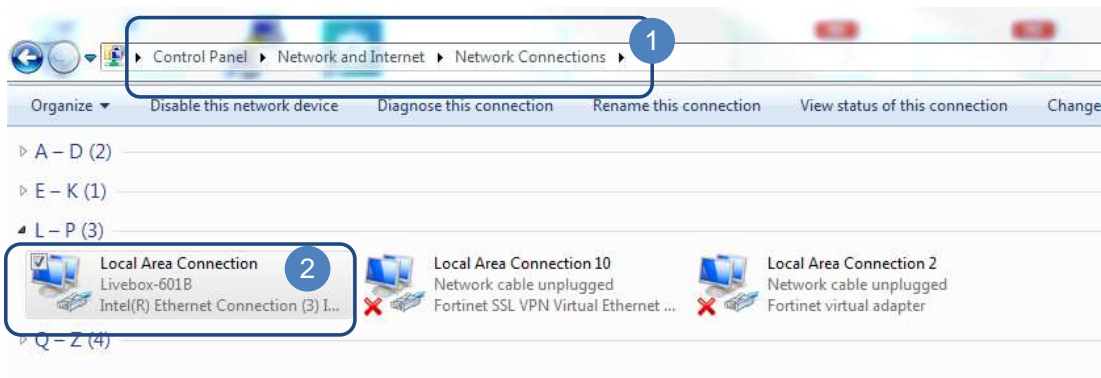 1
Control Panel Network and Internet Network Connections
Organize Disable this network device Diagnose this connection Rename this connection View status of this connection Change
A – D (2)
E – K (1)
L – P (3)
Local Area Connection
Livebox-601B
Intel(R) Ethernet Connection (3) I...
2
Local Area Connection 10
Network cable unplugged
Fortinet SSL VPN Virtual Ethernet ...
Local Area Connection 2
Network cable unplugged
Fortinet virtual adapter
Q – Z (4)